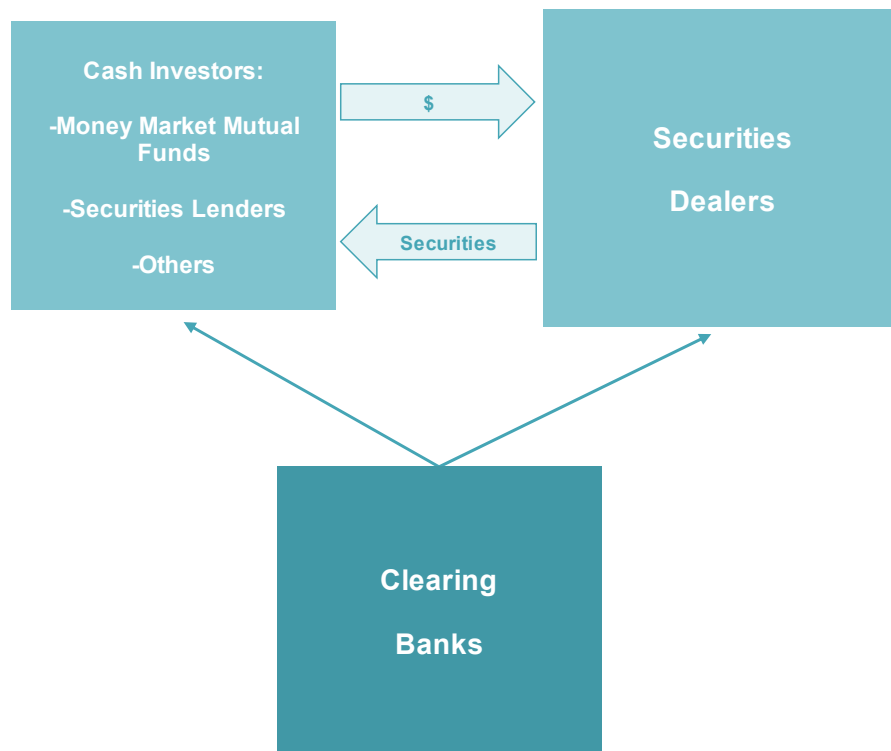 Cash Investors:
-Money Market Mutual
Funds
-Securities Lenders
-Others
$
Securities
Securities
Dealers
Clearing
Banks